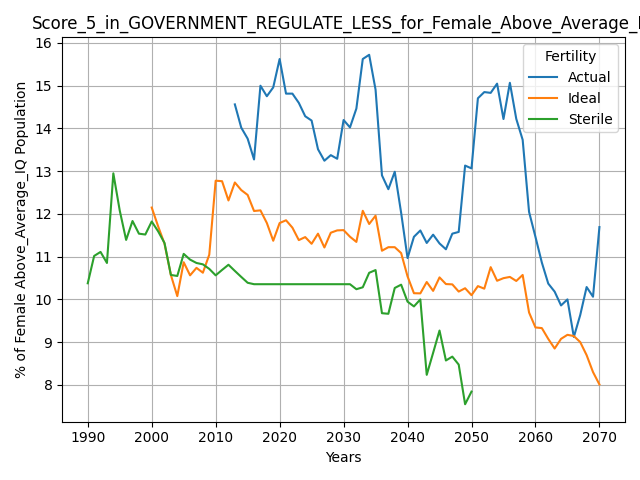 Score_5_in_GOVERNMENT_REGULATE_LESS_for_Female_Above_Average_
Fertility
Actual
Ideal
Sterile
% of Female Above_Average_IQ Population
16
15
14
13
12
11
10
9
8
1990 2000 2010 2020 2030 2040 2050 2060 2070
Years